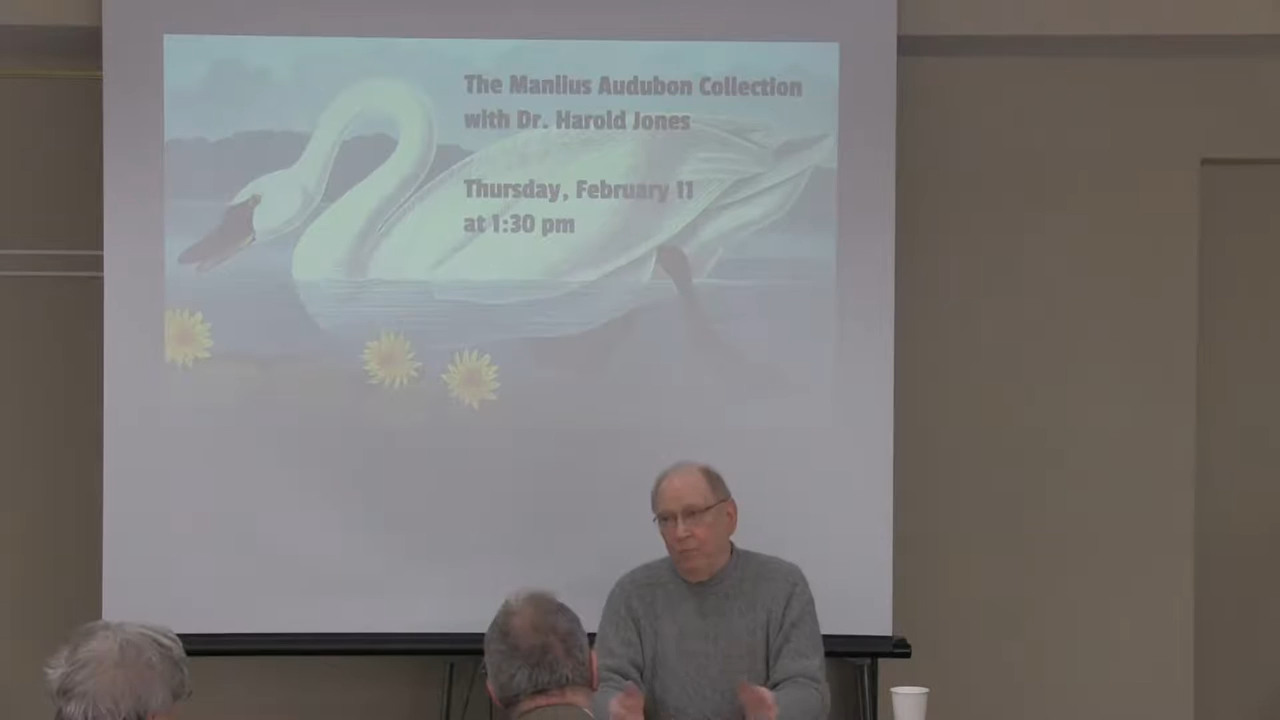 The Manlius Audubon Collection
with Dr. Harold Jones
Thursday, February 11
at 1:30 pm